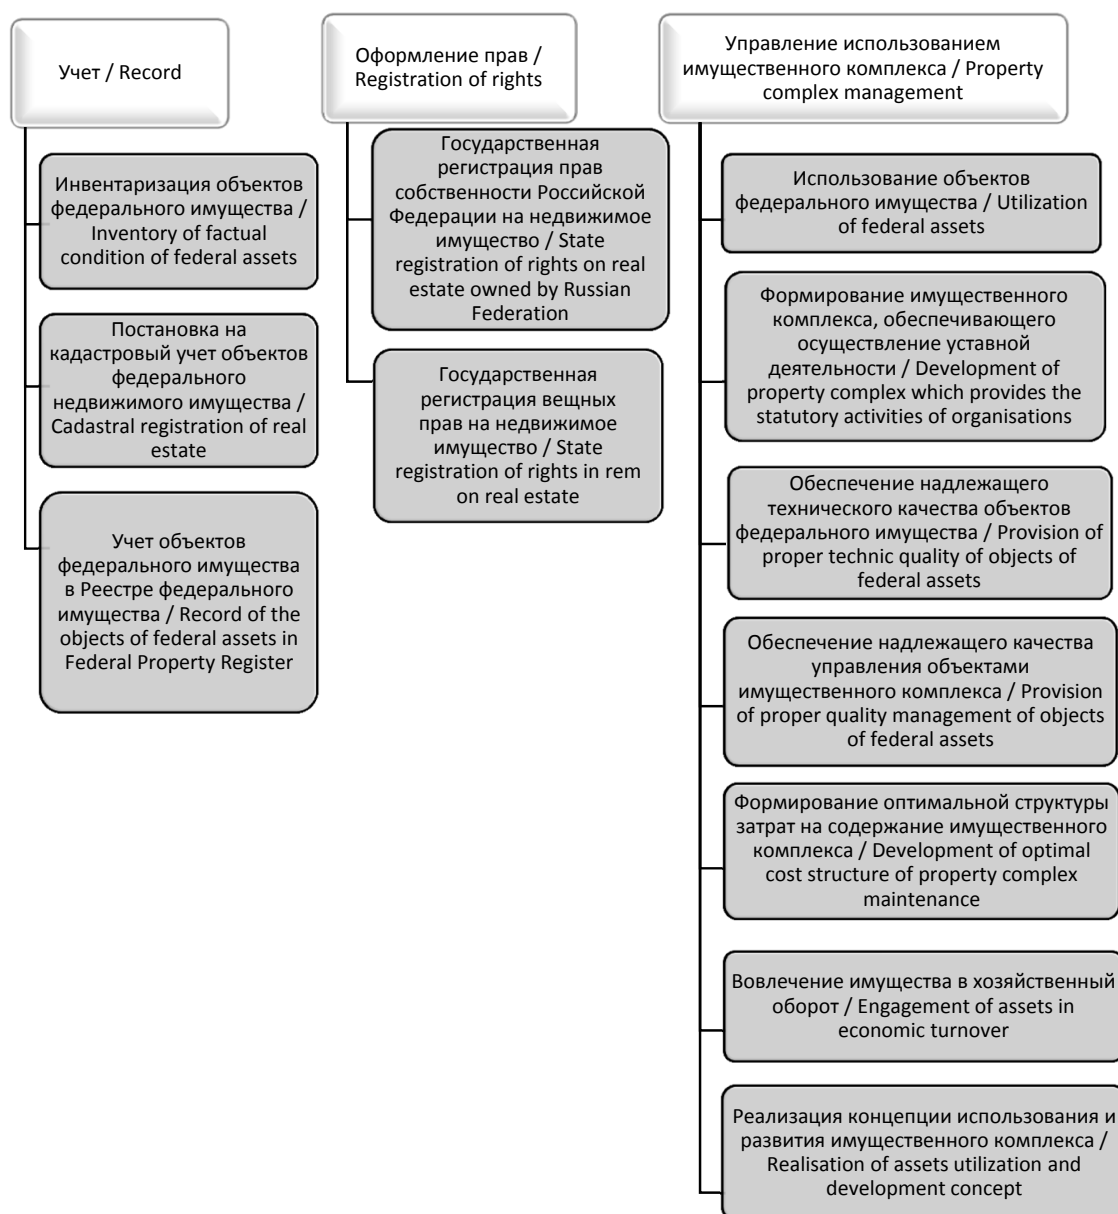 Учет / Record
Инвентаризация объектов
федерального имущества /
Inventory of factual
condition of federal assets
Постановка на
кадастровый учет объектов
федерального
недвижимого имущества /
Cadastral registration of real
estate
Учет объектов
федерального имущества
в Реестре федерального
имущества / Record of the
objects of federal assets in
Federal Property Register
Оформление прав /
Registration of rights
Государственная
регистрация прав
собственности Российской
Федерации на недвижимое
имущество / State
registration of rights on real
estate owned by Russian
Federation
Государственная
регистрация вещных
прав на недвижимое
имущество / State
registration of rights in rem
on real estate
Управление использованием
имущественного комплекса / Property
complex management
Использование объектов
федерального имущества / Utilization
of federal assets
Формирование имущественного
комплекса, обеспечивающего
осуществление уставной
деятельности / Development of
property complex which provides the
statutory activities of organisations
Обеспечение надлежащего
технического качества объектов
федерального имущества / Provision of
proper technic quality of objects of
federal assets
Обеспечение надлежащего качества
управления объектами
имущественного комплекса / Provision
of proper quality management of objects
of federal assets
Формирование оптимальной структуры
затрат на содержание имущественного
комплекса / Development of optimal
cost structure of property complex
maintenance
Вовлечение имущества в хозяйственный
оборот / Engagement of assets in
economic turnover
Реализация концепции использования и
развития имущественного комплекса /
Realisation of assets utilization and
development concept